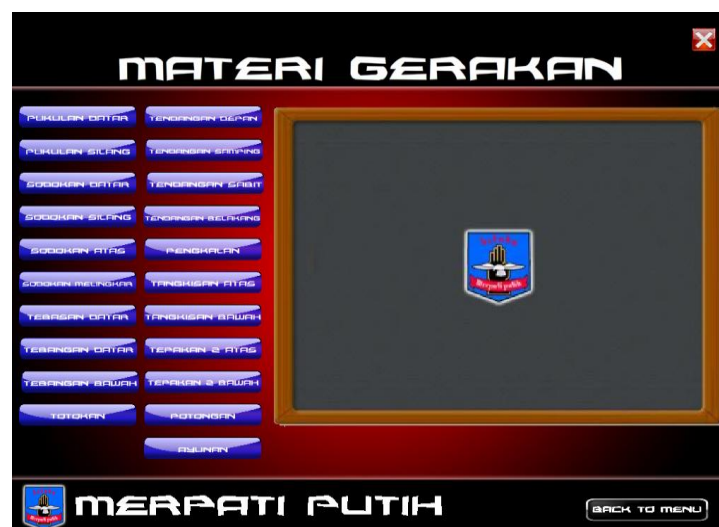 MATERI GERAKAN
PUKULAN DATAR
TENDANGAN DEPAN
PUKULAN SILANG
TENDANGAN SAMPING
SODOKAN DATAR
TENDANGAN SABIT
SODOKAN SILANG
TENDANGAN BELAKANG
SODOKAN ATAS
PENGKALAN
SODOKAN MELINGKAR
TANGKISAN ATAS
TEBASAN DATAR
TANGKISAN BAWAH
TEBANGAN DATAR
TEPAKAN 2 ATAS
TEBANGAN BAWAH
TEPAKAN 2 BAWAH
TOTOKAN
POTONGAN
AYUNAN
Merpati putih
MERPATI PUTIH
BACK TO MENU